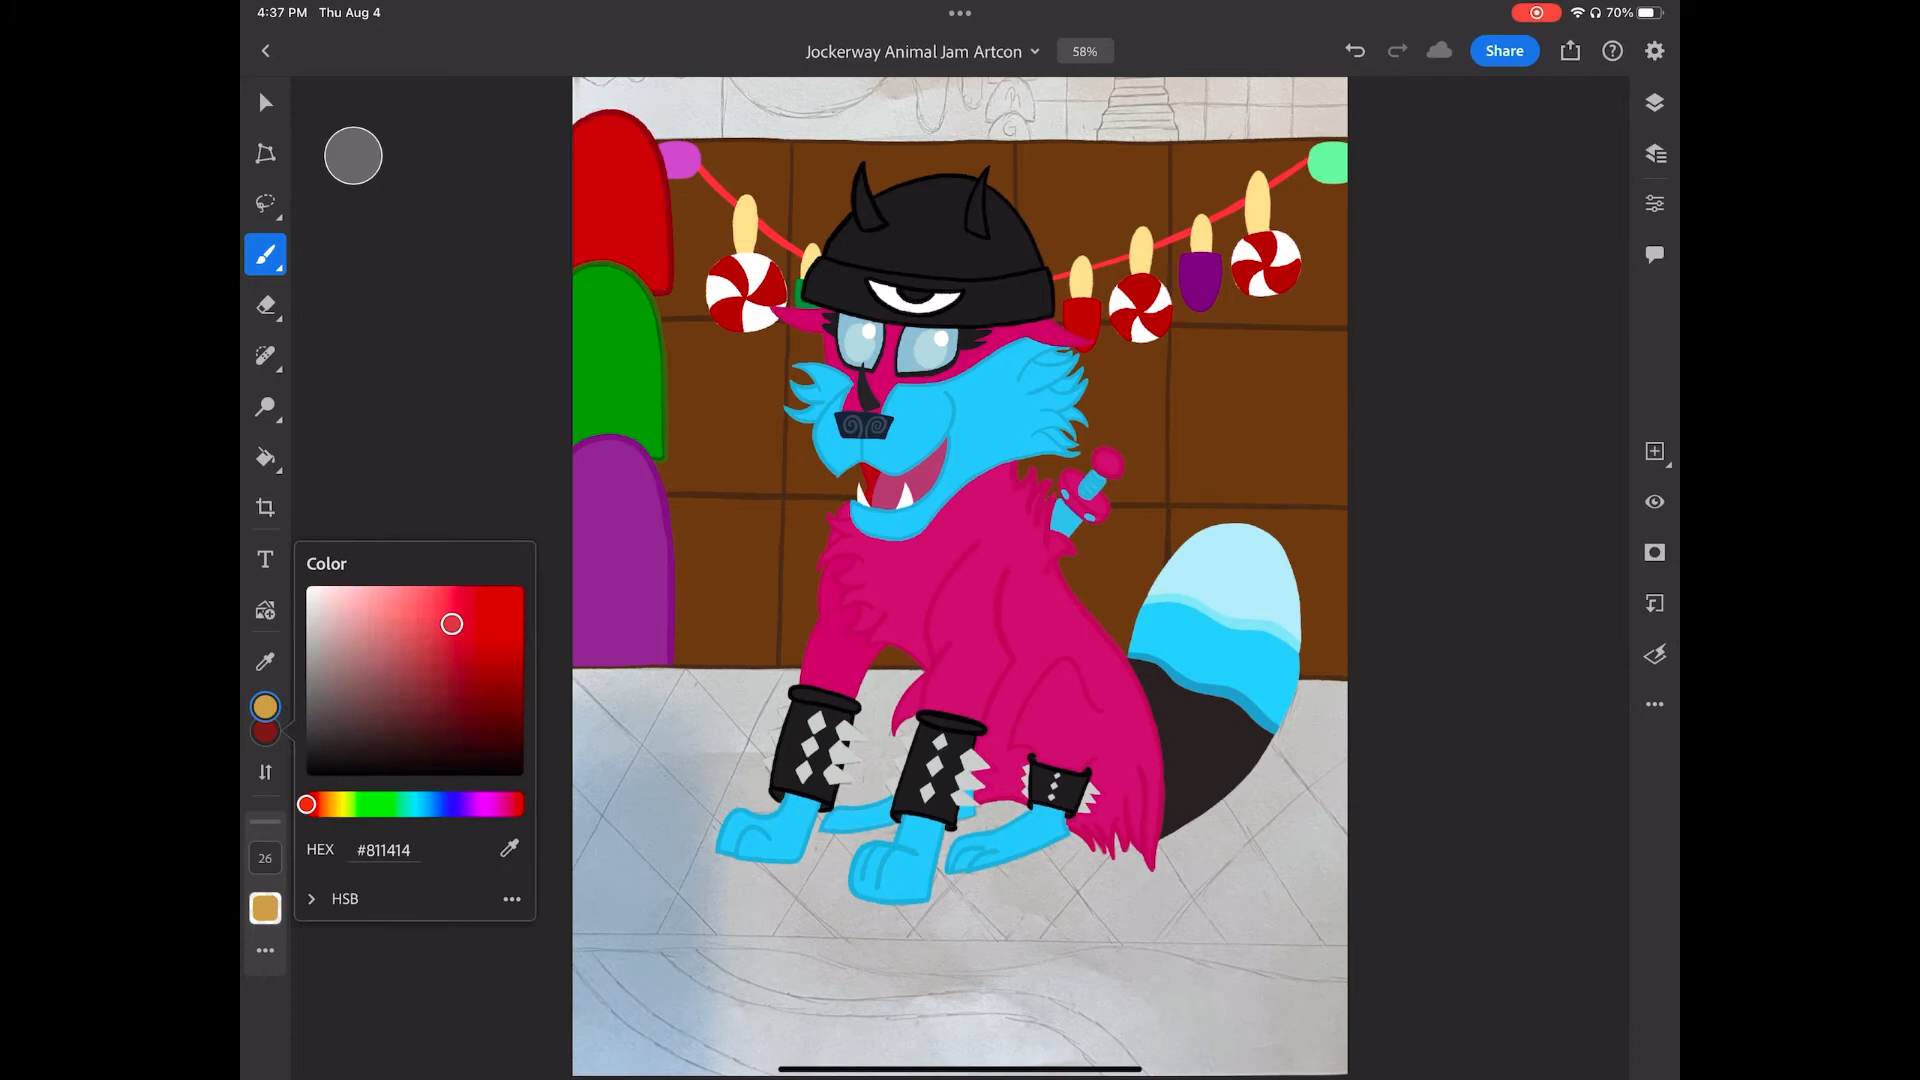 4:37 PM Thu Aug 4
70%
Jockerway Animal Jam Artcon
58%
Share
T
Color
HEX #811414
HSB
26